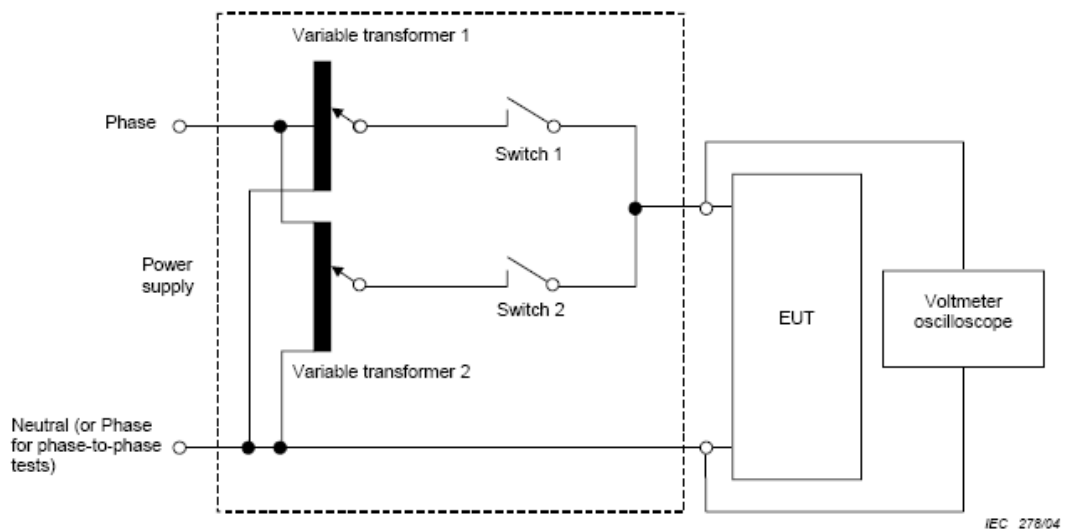 Variable transformer 1
Phase
Switch 1
Power
supply
Switch 2
EUT
Voltmeter
oscilloscope
Variable transformer 2
Neutral (or Phase
for phase-to-phase
tests)
IEC 278/04